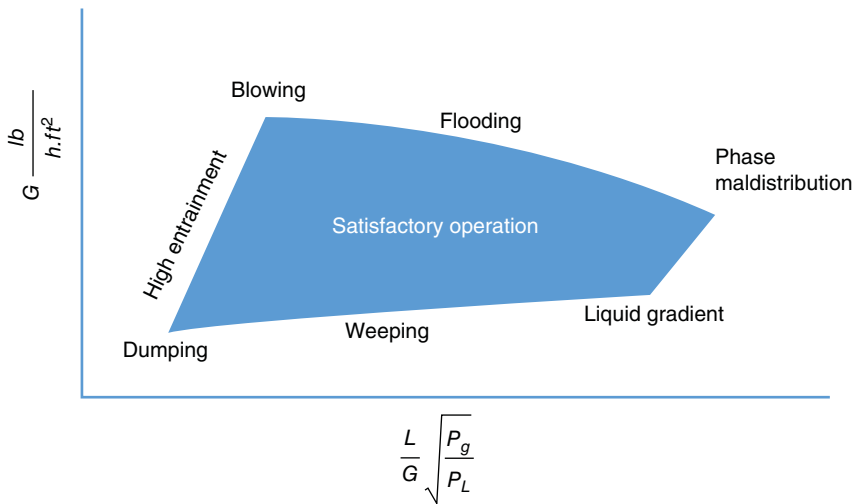 Blowing
Flooding
Phase
maldistribution
G lb/h.ft²
High entrainment
Satisfactory operation
Dumping
Weeping
Liquid gradient
L/G √(P_g/P_L)